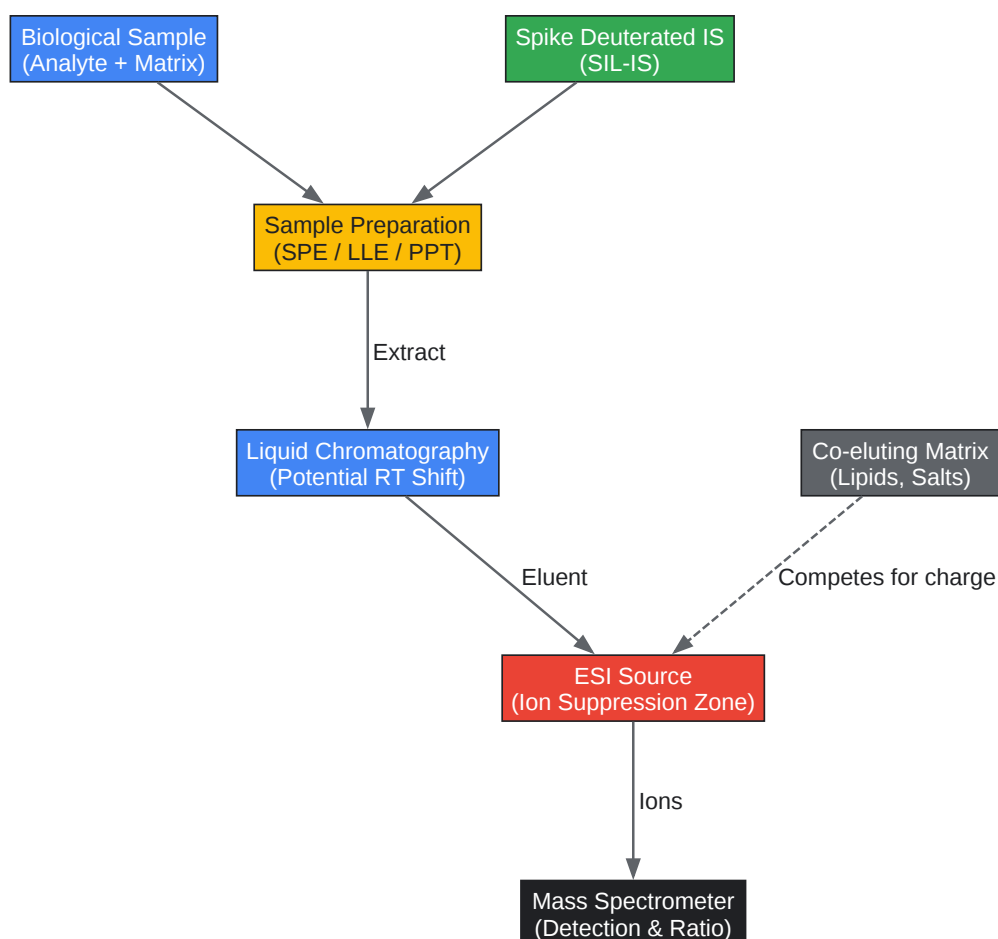 Biological Sample
(Analyte + Matrix)
Spike Deuterated IS
(SIL-IS)
Sample Preparation
(SPE / LLE / PPT)
Extract
Liquid Chromatography
(Potential RT Shift)
Co-eluting Matrix
(Lipids, Salts)
Eluent
Competes for charge
ESI Source
(Ion Suppression Zone)
Ions
Mass Spectrometer
(Detection & Ratio)